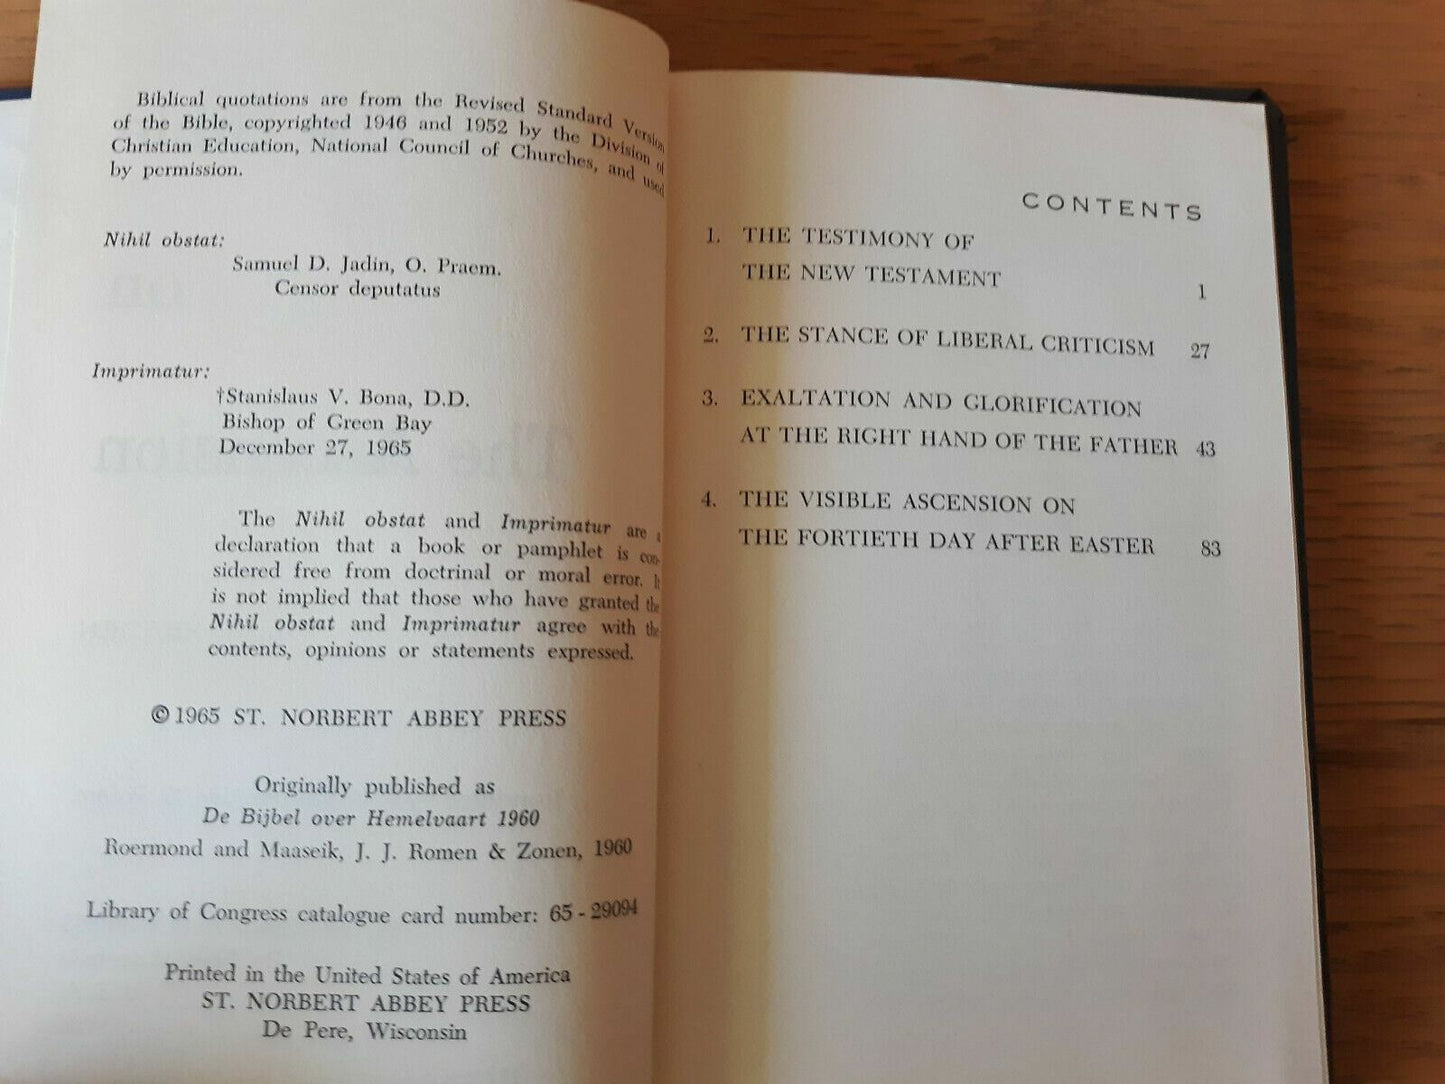 Biblical quotations are from the Revised Standard Version
of the Bible, copyrighted 1946 and 1952 by the Division of
Christian Education, National Council of Churches, and used
by permission.
Nihil obstat:
Samuel D. Jadin, O. Praem.
Censor deputatus
Imprimatur:
†Stanislaus V. Bona, D.D.
Bishop of Green Bay
December 27, 1965
The Nihil obstat and Imprimatur are a
declaration that a book or pamphlet is con-
sidered free from doctrinal or moral error. It
is not implied that those who have granted the
Nihil obstat and Imprimatur agree with the
contents, opinions or statements expressed.
© 1965 ST. NORBERT ABBEY PRESS
Originally published as
De Bijbel over Hemelvaart 1960
Roermond and Maaseik, J. J. Romen & Zonen, 1960
Library of Congress catalogue card number: 65 - 29094
Printed in the United States of America
ST. NORBERT ABBEY PRESS
De Pere, Wisconsin
CONTENTS
1. THE TESTIMONY OF
THE NEW TESTAMENT 1
2. THE STANCE OF LIBERAL CRITICISM 27
3. EXALTATION AND GLORIFICATION
AT THE RIGHT HAND OF THE FATHER 43
4. THE VISIBLE ASCENSION ON
THE FORTIETH DAY AFTER EASTER 83